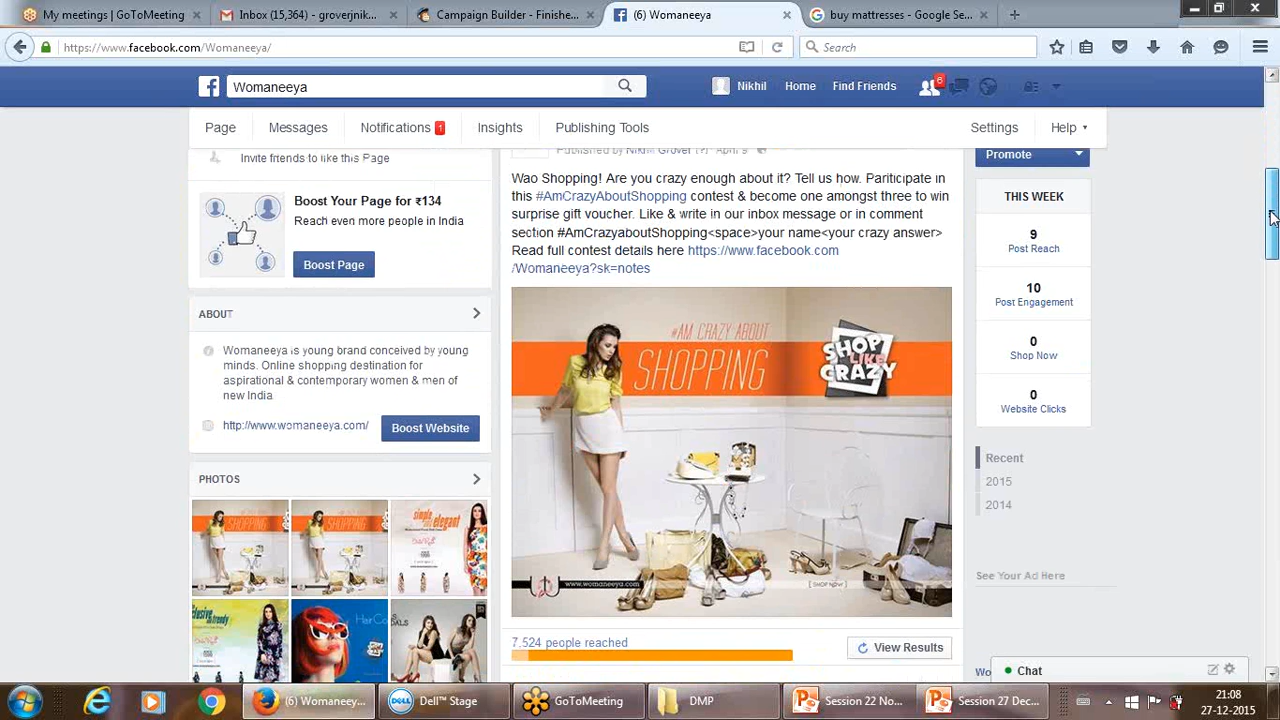 My meetings | GoToMeeting
Inbox (15,364) - groverjnik...
Campaign Builder - Finishe...
(6) Womaneeya
buy mattresses - Google Se...
https://www.facebook.com/Womaneeya/
Search
Womaneeya
Nikhil
Home
Find Friends
6
Page
Messages
Notifications 1
Insights
Publishing Tools
Settings
Help
Invite friends to like this Page
Promote
Boost Your Page for ₹134
Reach even more people in India
Boost Page
ABOUT
Womaneeya is young brand conceived by young
minds. Online shopping destination for
aspirational & contemporary women & men of
new India
http://www.womaneeya.com/
Boost Website
PHOTOS
Wao Shopping! Are you crazy enough about it? Tell us how. Pariticipate in
this #AmCrazyAboutShopping contest & become one amongst three to win
surprise gift voucher. Like & write in our inbox message or in comment
section #AmCrazyaboutShopping<space>your name<your crazy answer>
Read full contest details here https://www.facebook.com
/Womaneeya?sk=notes
#AM CRAZY ABOUT
SHOPPING
SHOP
LIKE
CRAZY
www.womaneeya.com
[ SHOP NOW ]
7,524 people reached
View Results
THIS WEEK
9
Post Reach
10
Post Engagement
0
Shop Now
0
Website Clicks
Recent
2015
2014
See Your Ad Here
Chat
(6) Womaneey...
Dell™ Stage
GoToMeeting
DMP
Session 22 No...
Session 27 Dec...
21:08
27-12-2015